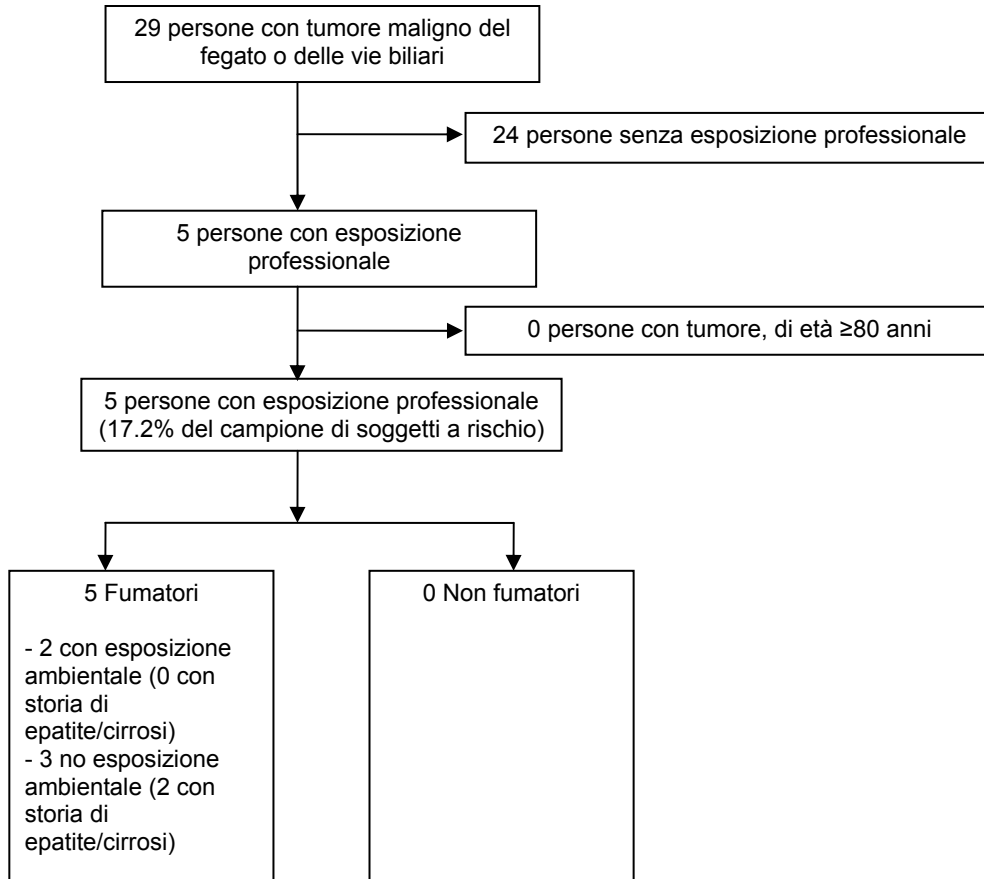 29 persone con tumore maligno del
fegato o delle vie biliari
24 persone senza esposizione professionale
5 persone con esposizione
professionale
0 persone con tumore, di età ≥80 anni
5 persone con esposizione professionale
(17.2% del campione di soggetti a rischio)
5 Fumatori
- 2 con esposizione
ambientale (0 con
storia di
epatite/cirrosi)
- 3 no esposizione
ambientale (2 con
storia di
epatite/cirrosi)
0 Non fumatori